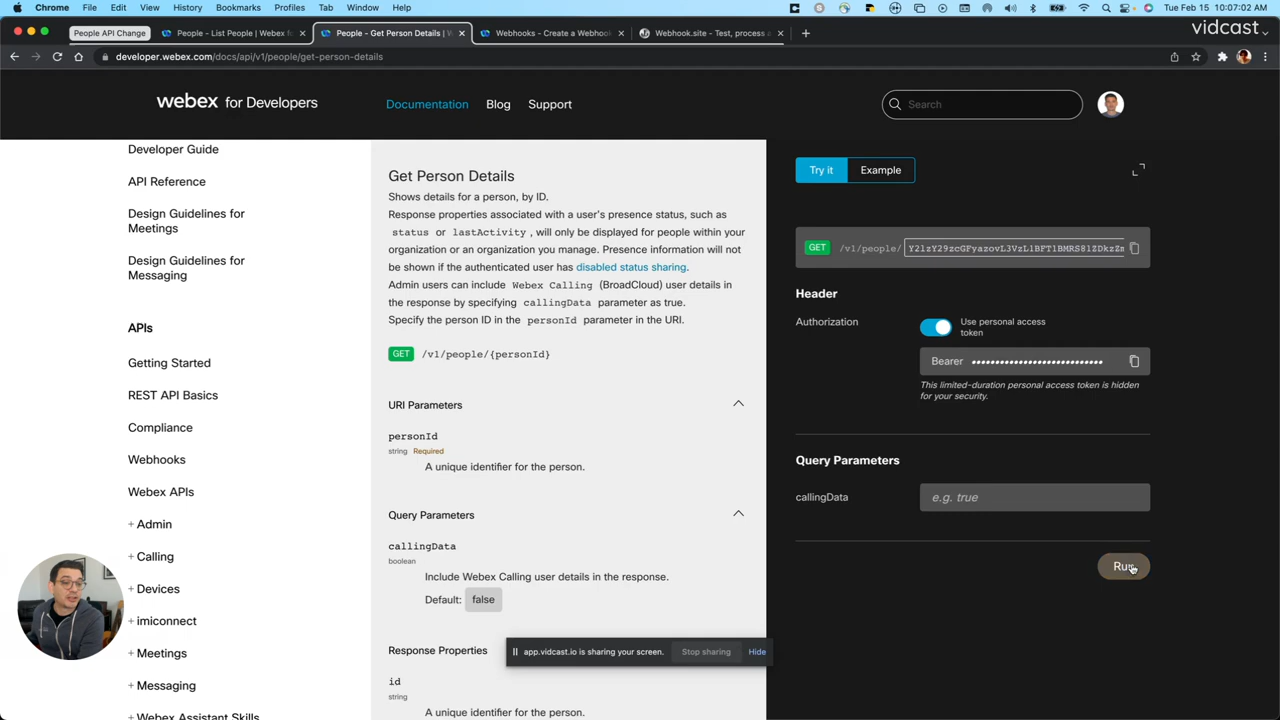 Chrome File Edit View History Bookmarks Profiles Tab Window Help
Tue Feb 15 10:07:02
People API Change
People - List People | Webex f
People - Get Person Details | W
Webhooks - Create a Webhook
Webhook.site - Test, process a
vidcast
developer.webex.com/docs/api/v1/people/get-person-details
webex for Developers
Documentation
Blog
Support
Search
Developer Guide
API Reference
Design Guidelines for
Meetings
Design Guidelines for
Messaging
APIs
Getting Started
REST API Basics
Compliance
Webhooks
Webex APIs
+ Admin
+ Calling
+ Devices
+ imiconnect
+ Meetings
+ Messaging
+ Webex Assistant Skills
Get Person Details
Shows details for a person, by ID.
Response properties associated with a user's presence status, such as
status or lastActivity, will only be displayed for people within your
organization or an organization you manage. Presence information will not
be shown if the authenticated user has disabled status sharing.
Admin users can include Webex Calling (BroadCloud) user details in
the response by specifying callingData parameter as true.
Specify the person ID in the personId parameter in the URI.
GET /v1/people/{personId}
URI Parameters
personId
string Required
A unique identifier for the person.
Query Parameters
callingData
boolean
Include Webex Calling user details in the response.
Default: false
Response Properties
id
string
A unique identifier for the person.
app.vidcast.io is sharing your screen.
Stop sharing
Hide
Try it
Example
GET /v1/people/
Header
Authorization
Use personal access
token
Bearer ••••••••••••••••••••••••••••
This limited-duration personal access token is hidden
for your security.
Query Parameters
callingData
e.g. true
Run